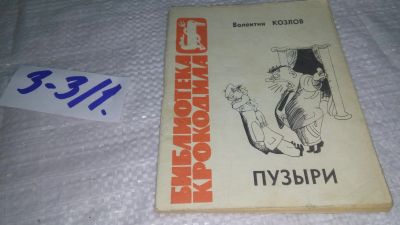 3-3/1.
Валентин КОЗЛОВ
БИБЛИОТЕКА
КРОКОДИЛА
ПУЗЫРИ